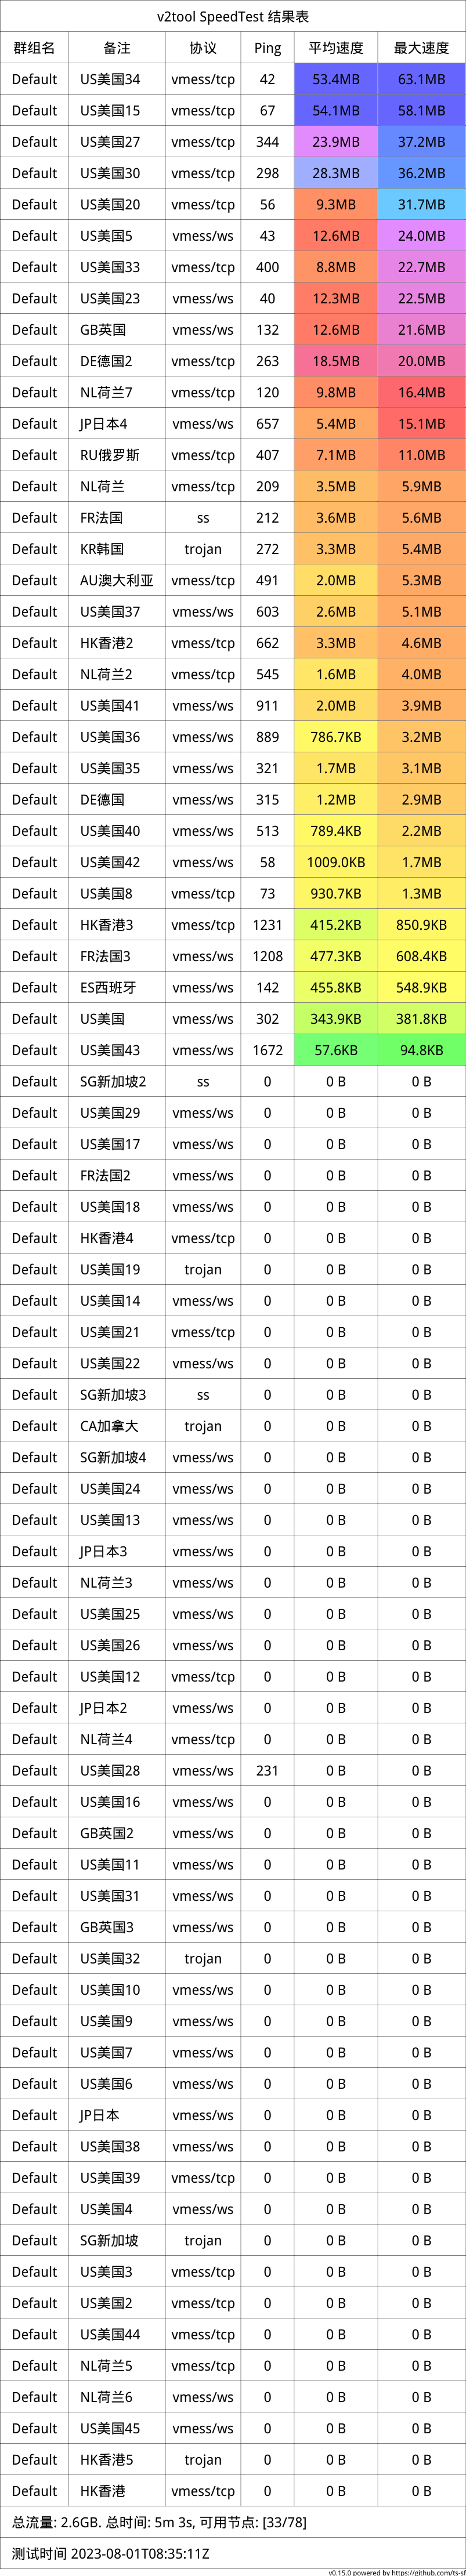 v2tool SpeedTest 结果表
群组名 备注 协议 Ping 平均速度 最大速度
Default US美国34 vmess/tcp 42 53.4MB 63.1MB
Default US美国15 vmess/tcp 67 54.1MB 58.1MB
Default US美国27 vmess/tcp 344 23.9MB 37.2MB
Default US美国30 vmess/tcp 298 28.3MB 36.2MB
Default US美国20 vmess/tcp 56 9.3MB 31.7MB
Default US美国5 vmess/ws 43 12.6MB 24.0MB
Default US美国33 vmess/tcp 400 8.8MB 22.7MB
Default US美国23 vmess/ws 40 12.3MB 22.5MB
Default GB英国 vmess/ws 132 12.6MB 21.6MB
Default DE德国2 vmess/tcp 263 18.5MB 20.0MB
Default NL荷兰7 vmess/tcp 120 9.8MB 16.4MB
Default JP日本4 vmess/ws 657 5.4MB 15.1MB
Default RU俄罗斯 vmess/tcp 407 7.1MB 11.0MB
Default NL荷兰 vmess/tcp 209 3.5MB 5.9MB
Default FR法国 ss 212 3.6MB 5.6MB
Default KR韩国 trojan 272 3.3MB 5.4MB
Default AU澳大利亚 vmess/tcp 491 2.0MB 5.3MB
Default US美国37 vmess/ws 603 2.6MB 5.1MB
Default HK香港2 vmess/tcp 662 3.3MB 4.6MB
Default NL荷兰2 vmess/tcp 545 1.6MB 4.0MB
Default US美国41 vmess/ws 911 2.0MB 3.9MB
Default US美国36 vmess/ws 889 786.7KB 3.2MB
Default US美国35 vmess/ws 321 1.7MB 3.1MB
Default DE德国 vmess/ws 315 1.2MB 2.9MB
Default US美国40 vmess/ws 513 789.4KB 2.2MB
Default US美国42 vmess/ws 58 1009.0KB 1.7MB
Default US美国8 vmess/ws 73 930.7KB 1.3MB
Default HK香港3 vmess/tcp 1231 415.2KB 850.9KB
Default FR法国3 vmess/ws 1208 477.3KB 608.4KB
Default ES西班牙 vmess/ws 142 455.8KB 548.9KB
Default US美国 vmess/ws 302 343.9KB 381.8KB
Default US美国43 vmess/ws 1672 57.6KB 94.8KB
Default SG新加坡2 ss 0 0 B 0 B
Default US美国29 vmess/ws 0 0 B 0 B
Default US美国17 vmess/ws 0 0 B 0 B
Default FR法国2 vmess/ws 0 0 B 0 B
Default US美国18 vmess/ws 0 0 B 0 B
Default HK香港4 vmess/tcp 0 0 B 0 B
Default US美国19 trojan 0 0 B 0 B
Default US美国14 vmess/ws 0 0 B 0 B
Default US美国21 vmess/tcp 0 0 B 0 B
Default US美国22 vmess/ws 0 0 B 0 B
Default SG新加坡3 ss 0 0 B 0 B
Default CA加拿大 trojan 0 0 B 0 B
Default SG新加坡4 vmess/ws 0 0 B 0 B
Default US美国24 vmess/ws 0 0 B 0 B
Default US美国13 vmess/ws 0 0 B 0 B
Default JP日本3 vmess/ws 0 0 B 0 B
Default NL荷兰3 vmess/ws 0 0 B 0 B
Default US美国25 vmess/ws 0 0 B 0 B
Default US美国26 vmess/ws 0 0 B 0 B
Default US美国12 vmess/tcp 0 0 B 0 B
Default JP日本2 vmess/ws 0 0 B 0 B
Default NL荷兰4 vmess/tcp 0 0 B 0 B
Default US美国28 vmess/ws 231 0 B 0 B
Default US美国16 vmess/ws 0 0 B 0 B
Default GB英国2 vmess/ws 0 0 B 0 B
Default US美国11 vmess/ws 0 0 B 0 B
Default US美国31 vmess/ws 0 0 B 0 B
Default GB英国3 vmess/ws 0 0 B 0 B
Default US美国32 trojan 0 0 B 0 B
Default US美国10 vmess/ws 0 0 B 0 B
Default US美国9 vmess/ws 0 0 B 0 B
Default US美国7 vmess/ws 0 0 B 0 B
Default US美国6 vmess/ws 0 0 B 0 B
Default JP日本 vmess/ws 0 0 B 0 B
Default US美国38 vmess/ws 0 0 B 0 B
Default US美国39 vmess/tcp 0 0 B 0 B
Default US美国4 vmess/ws 0 0 B 0 B
Default SG新加坡 trojan 0 0 B 0 B
Default US美国3 vmess/tcp 0 0 B 0 B
Default US美国2 vmess/tcp 0 0 B 0 B
Default US美国44 vmess/tcp 0 0 B 0 B
Default NL荷兰5 vmess/tcp 0 0 B 0 B
Default NL荷兰6 vmess/ws 0 0 B 0 B
Default US美国45 vmess/ws 0 0 B 0 B
Default HK香港5 trojan 0 0 B 0 B
Default HK香港 vmess/tcp 0 0 B 0 B
总流量: 2.6GB. 总时间: 5m 3s, 可用节点: [33/78]
测试时间 2023-08-01T08:35:11Z
v0.15.0 powered by https://github.com/ts-sf